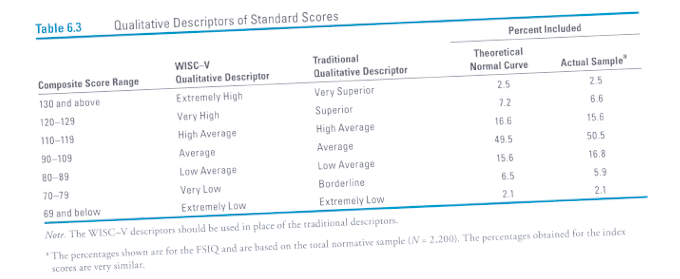 Table 6.3 Qualitative Descriptors of Standard Scores
Percent Included
Composite Score Range WISC–V Qualitative Descriptor Traditional Qualitative Descriptor Theoretical Normal Curve Actual Sampleª
130 and above Extremely High Very Superior 2.5 2.5
120–129 Very High Superior 7.2 6.6
110–119 High Average High Average 16.6 15.6
90–109 Average Average 49.5 50.5
80–89 Low Average Low Average 15.6 16.8
70–79 Very Low Borderline 6.5 5.9
69 and below Extremely Low Extremely Low 2.1 2.1
Note. The WISC–V descriptors should be used in place of the traditional descriptors.
ª The percentages shown are for the FSIQ and are based on the total normative sample (N = 2,200). The percentages obtained for the index
scores are very similar.